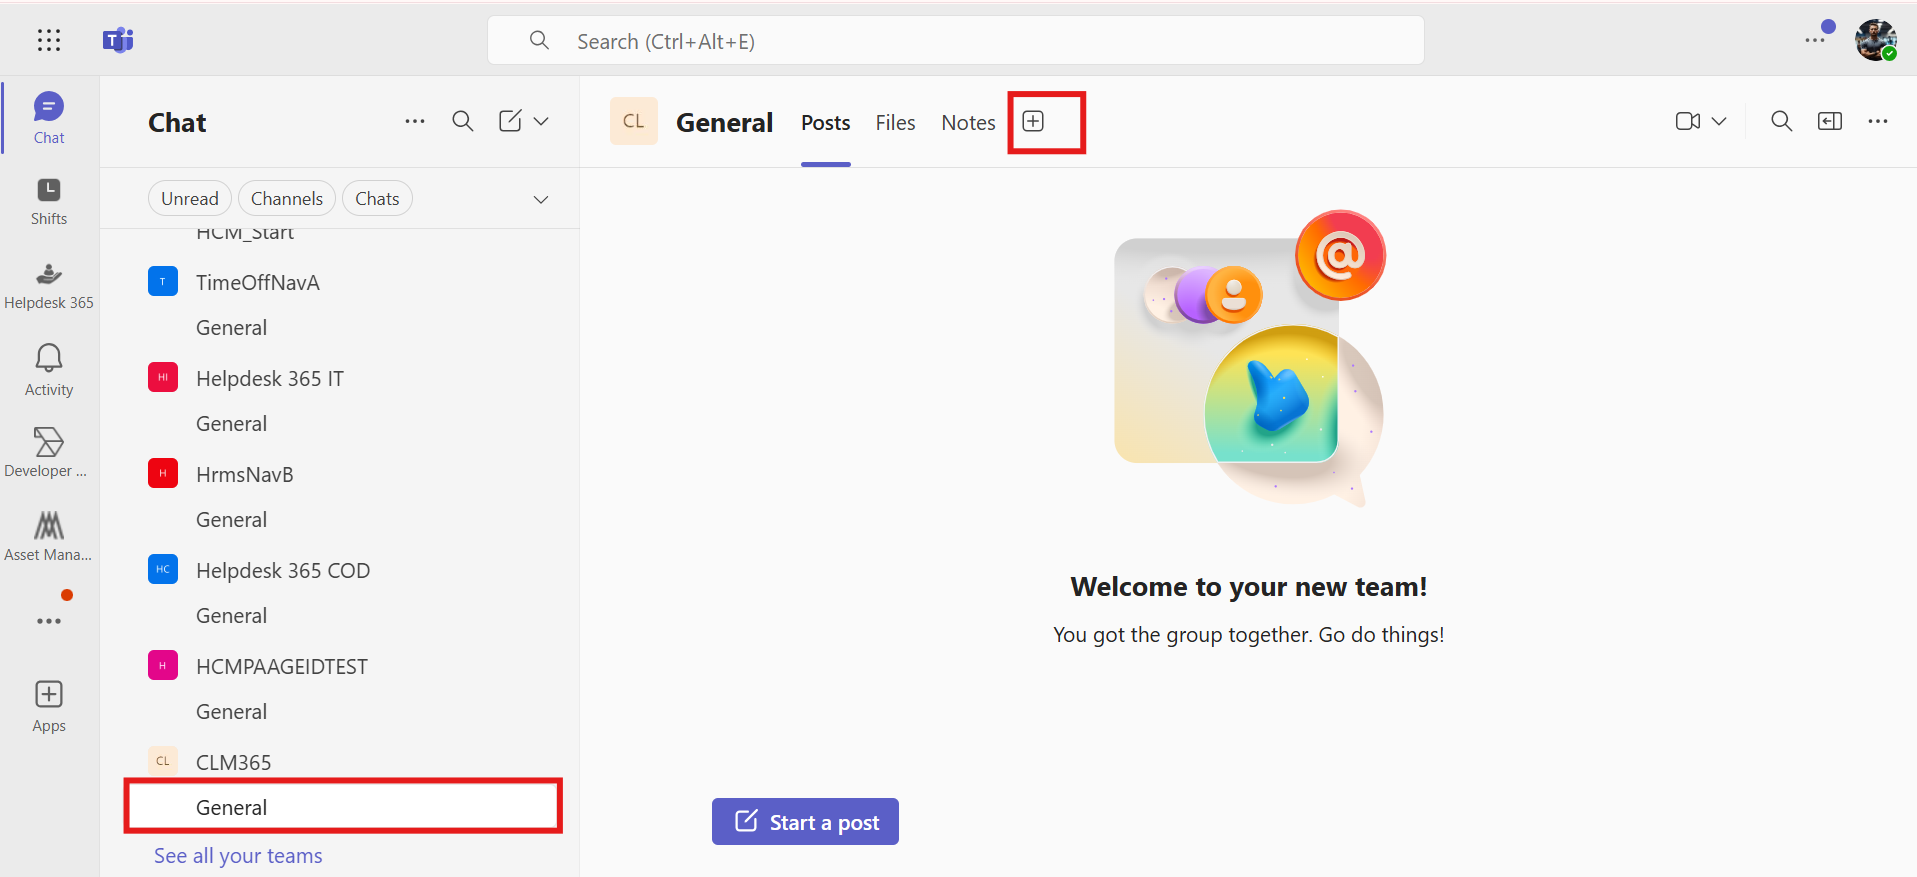 Search (Ctrl+Alt+E)
Chat
Shifts
Helpdesk 365
Activity
Developer ...
Asset Mana...
Apps
Chat
Unread
Channels
Chats
HCM_Start
T
TimeOffNavA
General
HI
Helpdesk 365 IT
General
H
HrmsNavB
General
HC
Helpdesk 365 COD
General
H
HCMPAAGEIDTEST
General
CL
CLM365
General
See all your teams
CL
General
Posts
Files
Notes
@
Welcome to your new team!
You got the group together. Go do things!
Start a post